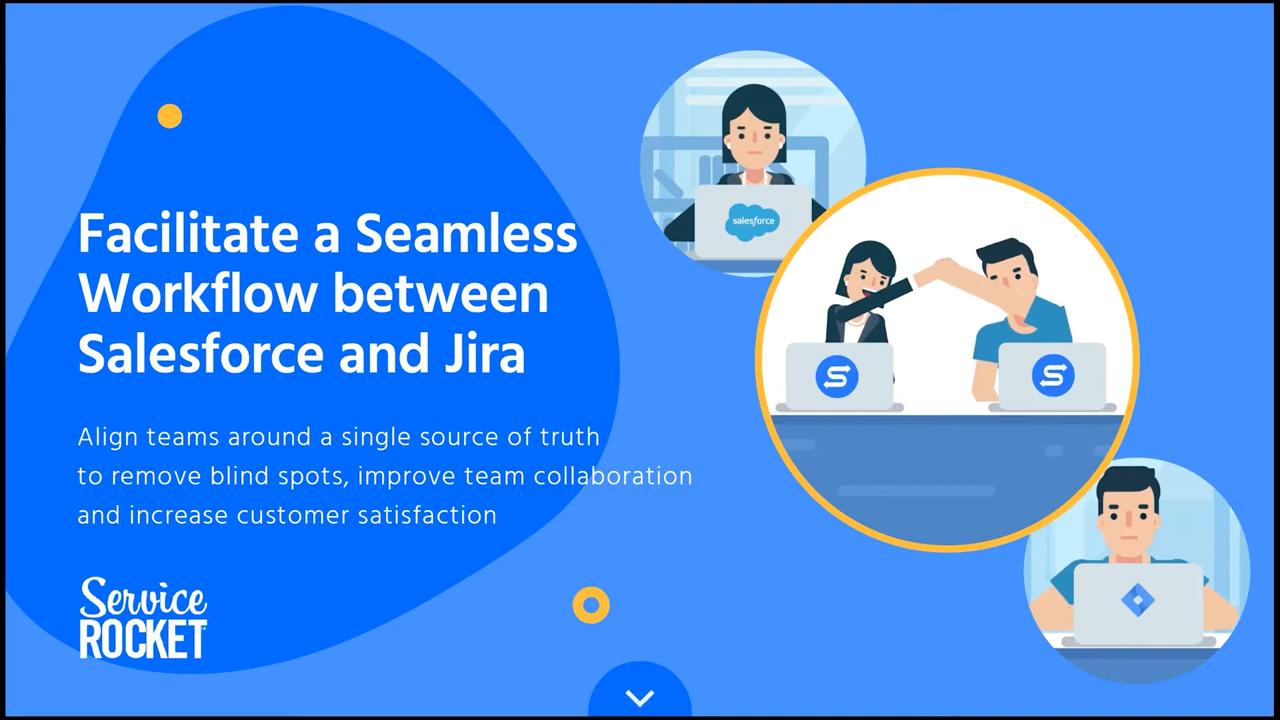 Facilitate a Seamless
Workflow between
Salesforce and Jira
Align teams around a single source of truth
to remove blind spots, improve team collaboration
and increase customer satisfaction
Service
ROCKET
salesforce
S
S